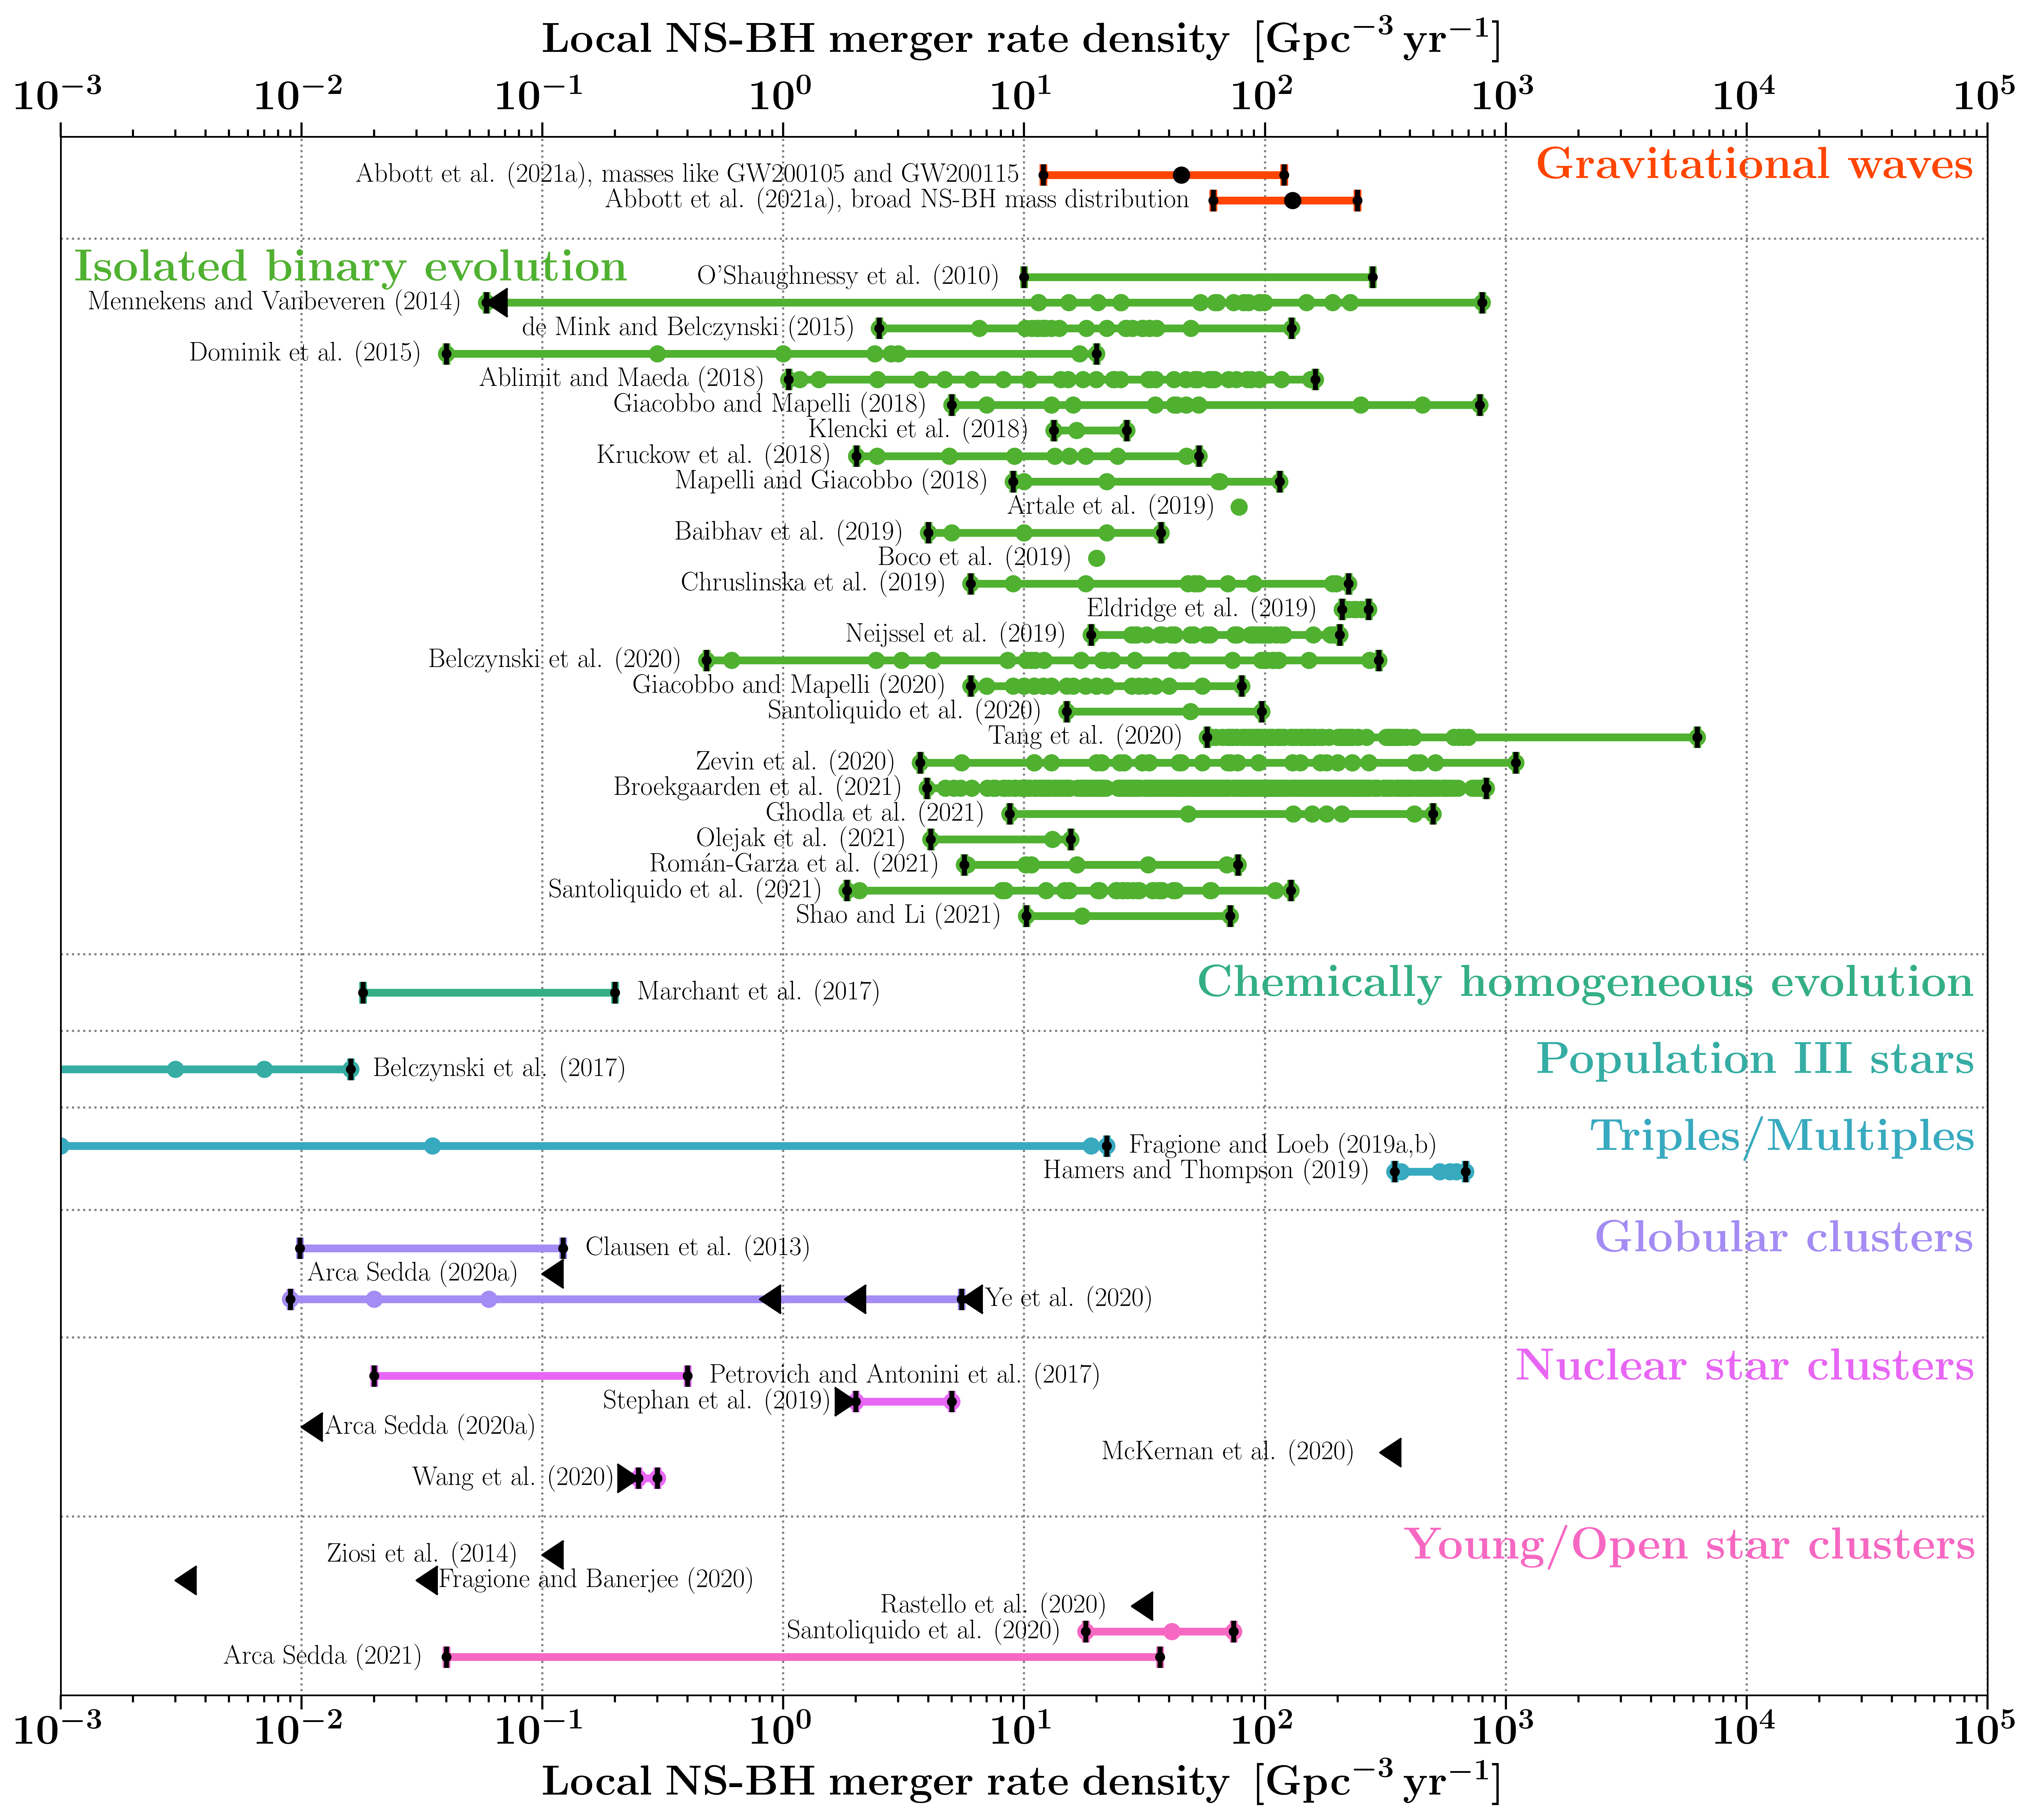 Local NS-BH merger rate density [Gpc⁻³ yr⁻¹]
10⁻³ 10⁻² 10⁻¹ 10⁰ 10¹ 10² 10³ 10⁴ 10⁵
Gravitational waves
Abbott et al. (2021a), masses like GW200105 and GW200115
Abbott et al. (2021a), broad NS-BH mass distribution
Isolated binary evolution
O'Shaughnessy et al. (2010)
Mennekens and Vanbeveren (2014)
de Mink and Belczynski (2015)
Dominik et al. (2015)
Ablimit and Maeda (2018)
Giacobbo and Mapelli (2018)
Klencki et al. (2018)
Kruckow et al. (2018)
Mapelli and Giacobbo (2018)
Artale et al. (2019)
Baibhav et al. (2019)
Boco et al. (2019)
Chruslinska et al. (2019)
Eldridge et al. (2019)
Neijssel et al. (2019)
Belczynski et al. (2020)
Giacobbo and Mapelli (2020)
Santoliquido et al. (2020)
Tang et al. (2020)
Zevin et al. (2020)
Broekgaarden et al. (2021)
Ghodla et al. (2021)
Olejak et al. (2021)
Román-Garza et al. (2021)
Santoliquido et al. (2021)
Shao and Li (2021)
Chemically homogeneous evolution
Marchant et al. (2017)
Population III stars
Belczynski et al. (2017)
Triples/Multiples
Fragione and Loeb (2019a,b)
Hamers and Thompson (2019)
Globular clusters
Clausen et al. (2013)
Arca Sedda (2020a)
Ye et al. (2020)
Nuclear star clusters
Petrovich and Antonini et al. (2017)
Stephan et al. (2019)
Arca Sedda (2020a)
McKernan et al. (2020)
Wang et al. (2020)
Young/Open star clusters
Ziosi et al. (2014)
Fragione and Banerjee (2020)
Rastello et al. (2020)
Santoliquido et al. (2020)
Arca Sedda (2021)
10⁻³ 10⁻² 10⁻¹ 10⁰ 10¹ 10² 10³ 10⁴ 10⁵
Local NS-BH merger rate density [Gpc⁻³ yr⁻¹]